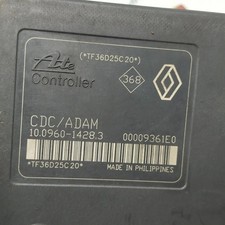 (*TF36D25C20*)
Ate
Controller
368
CDC/ADAM
10.0960-1428.3 00009361E0
*TF36D25C20*
MADE IN PHILIPPINES